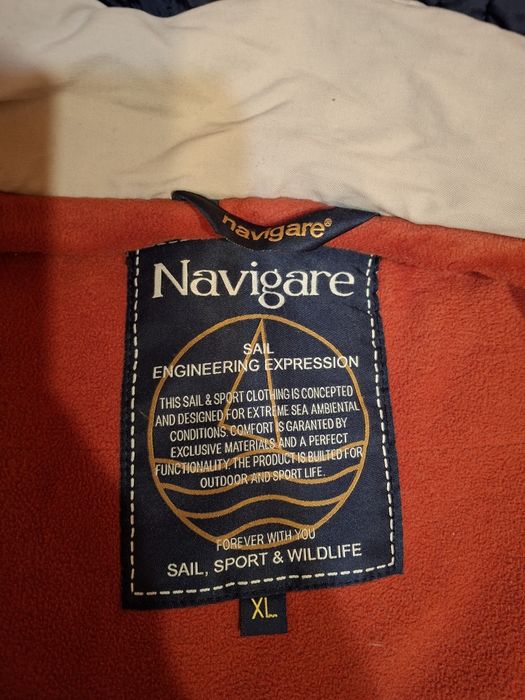 navigare®
Navigare
SAIL
ENGINEERING EXPRESSION
THIS SAIL & SPORT CLOTHING IS CONCEPTED
AND DESIGNED FOR EXTREME SEA AMBIENTAL
CONDITIONS. COMFORT IS GARANTED BY
EXCLUSIVE MATERIALS AND A PERFECT
FUNCTIONALITY. THE PRODUCT IS BUILTED FOR
OUTDOOR AND SPORT LIFE.
FOREVER WITH YOU
SAIL, SPORT & WILDLIFE
XL